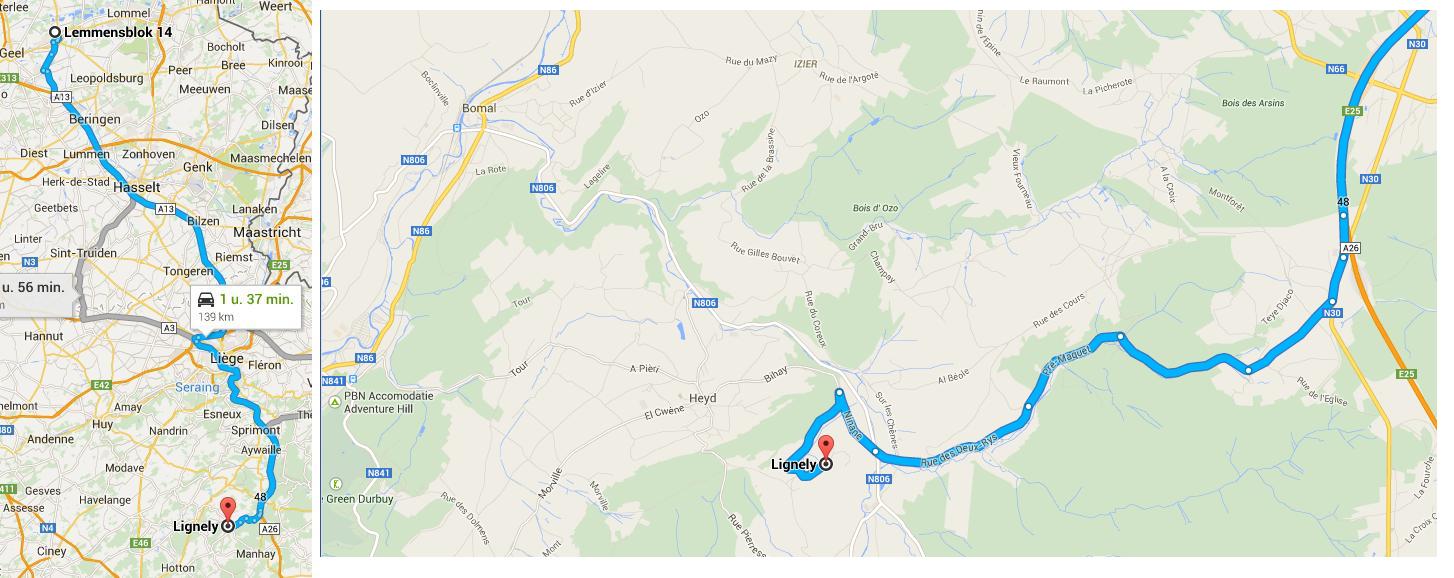 Lommel
Weert
Lemmensblok 14
Geel
Bocholt
Kinrooi
E313
Leopoldsburg
Peer
Bree
Meeuwen
A13
Beringen
Dilsen
Diest
Lummen
Zonhoven
Maasmechelen
Genk
Herk-de-Stad
Hasselt
Geetbets
A13
Lanaken
Bilzen
Linter
Maastricht
Sint-Truiden
Riemst
N3
E25
Tongeren
u. 56 min.
1 u. 37 min.
139 km
Hannut
A3
Liège
Fléron
E42
Seraing
Amay
Esneux
Huy
Nandrin
Sprimont
Andenne
Aywaille
Modave
Gesves
Havelange
48
Assesse
Lignely
N4
A26
Ciney
E46
Manhay
Hotton
N30
N86
Rue du Mazy
IZIER
N66
Rue de l'Argoté
Le Raumont
La Picherote
Boclinville
Rue d'Izier
Bomal
Bois des Arsins
E25
Ozo
N806
Rue de la Brassine
Vieux Fourneau
La Rote
Lagelire
A la Croix
N30
N806
Montforêt
48
Bois d' Ozo
N86
Grand-Bru
A26
Rue Gilles Bouvet
Champay
N806
Tour
Rue du Coreux
Rue des Cours
Teye Djaco
N30
N86
Pré-Maquet
Tour
A Pièri
Bihay
Al Béole
E25
N841
PBN Accomodatie
Adventure Hill
Heyd
El Cwène
Sur les Chênes
Rue de l'Eglise
Ninane
Rue des Deux-Rys
Lignely
N841
N806
Morville
Morville
Green Durbuy
Rue des Dolmens
Rue Pierress
Mont
La Fourche
La Croix